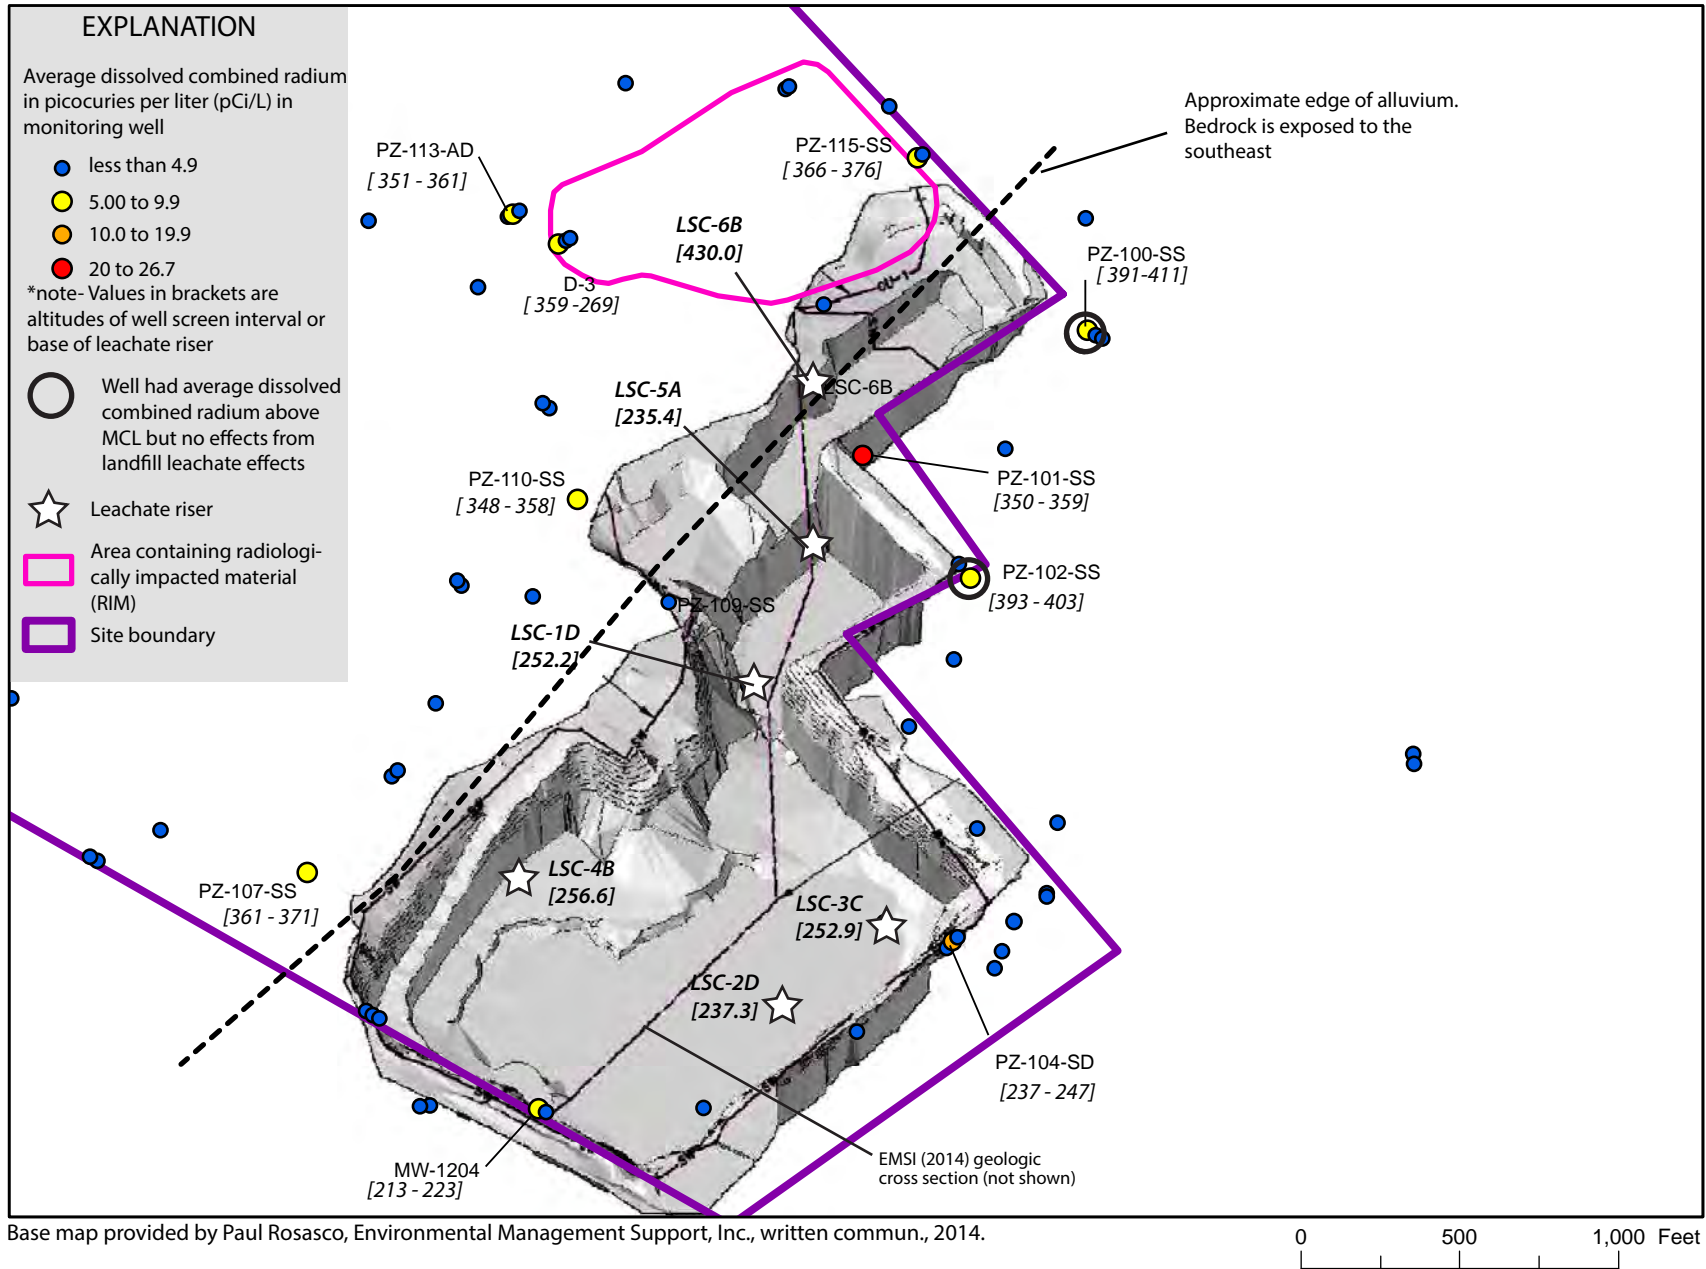 EXPLANATION
Average dissolved combined radium
in picocuries per liter (pCi/L) in
monitoring well
less than 4.9
5.00 to 9.9
10.0 to 19.9
20 to 26.7
*note- Values in brackets are
altitudes of well screen interval or
base of leachate riser
Well had average dissolved
combined radium above
MCL but no effects from
landfill leachate effects
Leachate riser
Area containing radiologi-
cally impacted material
(RIM)
Site boundary
Approximate edge of alluvium.
Bedrock is exposed to the
southeast
PZ-113-AD
[ 351 - 361]
PZ-115-SS
[ 366 - 376]
LSC-6B
[430.0]
PZ-100-SS
[ 391-411]
D-3
[ 359 -269]
LSC-6B
LSC-5A
[235.4]
PZ-110-SS
[ 348 - 358]
PZ-101-SS
[350 - 359]
PZ-102-SS
[393 - 403]
PZ-109-SS
LSC-1D
[252.2]
LSC-4B
[256.6]
PZ-107-SS
[361 - 371]
LSC-3C
[252.9]
LSC-2D
[237.3]
PZ-104-SD
[237 - 247]
MW-1204
[213 - 223]
EMSI (2014) geologic
cross section (not shown)
Base map provided by Paul Rosasco, Environmental Management Support, Inc., written commun., 2014.
0 500 1,000 Feet